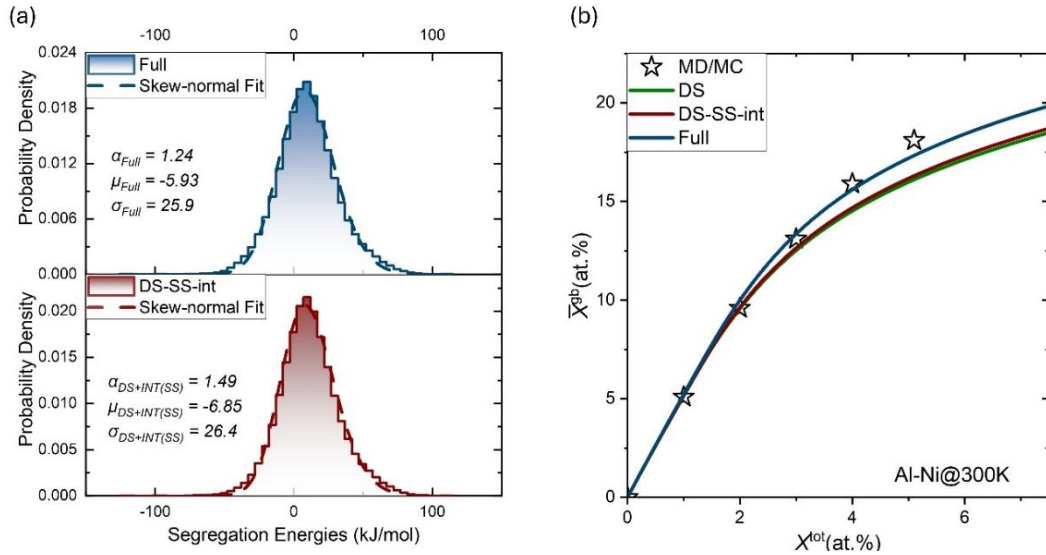 (a)
-100 0 100
0.024
0.018
0.012
0.006
0.000
Probability Density
Full
Skew-normal Fit
α_Full = 1.24
μ_Full = -5.93
σ_Full = 25.9
0.020
0.015
0.010
0.005
0.000
Probability Density
DS-SS-int
Skew-normal Fit
α_DS+INT(SS) = 1.49
μ_DS+INT(SS) = -6.85
σ_DS+INT(SS) = 26.4
-100 0 100
Segregation Energies (kJ/mol)
(b)
20
15
10
5
0
X̅^gb(at.%)
MD/MC
DS
DS-SS-int
Full
Al-Ni@300K
0 2 4 6
X^tot(at.%)